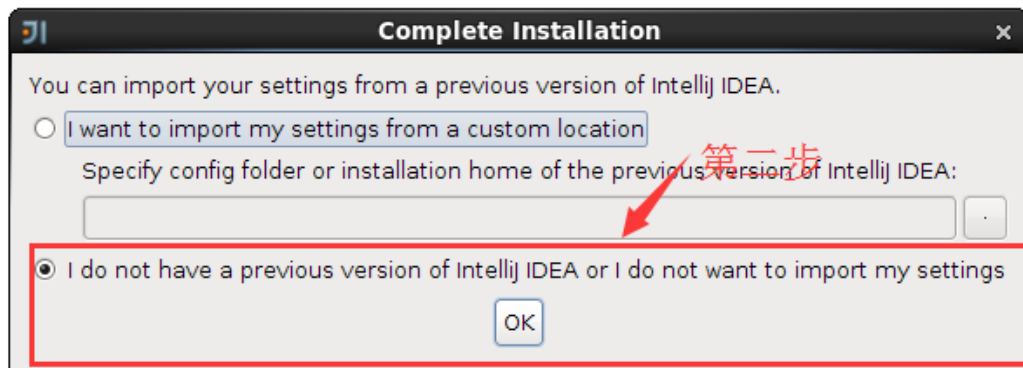 Complete Installation
You can import your settings from a previous version of IntelliJ IDEA.
I want to import my settings from a custom location
第二步
Specify config folder or installation home of the previous version of IntelliJ IDEA:
I do not have a previous version of IntelliJ IDEA or I do not want to import my settings
OK